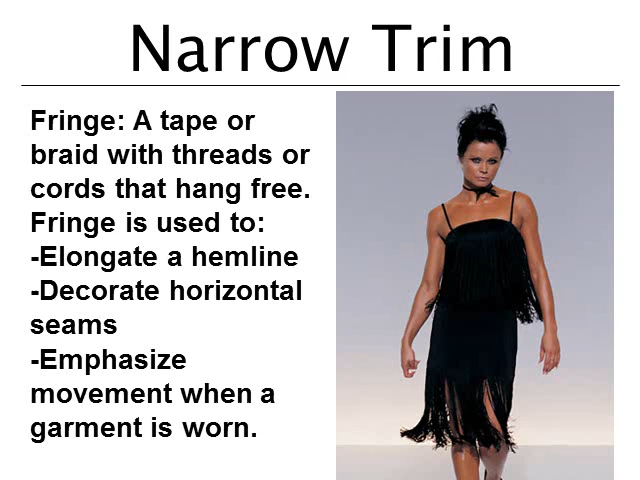 Narrow Trim
Fringe: A tape or
braid with threads or
cords that hang free.
Fringe is used to:
-Elongate a hemline
-Decorate horizontal
seams
-Emphasize
movement when a
garment is worn.